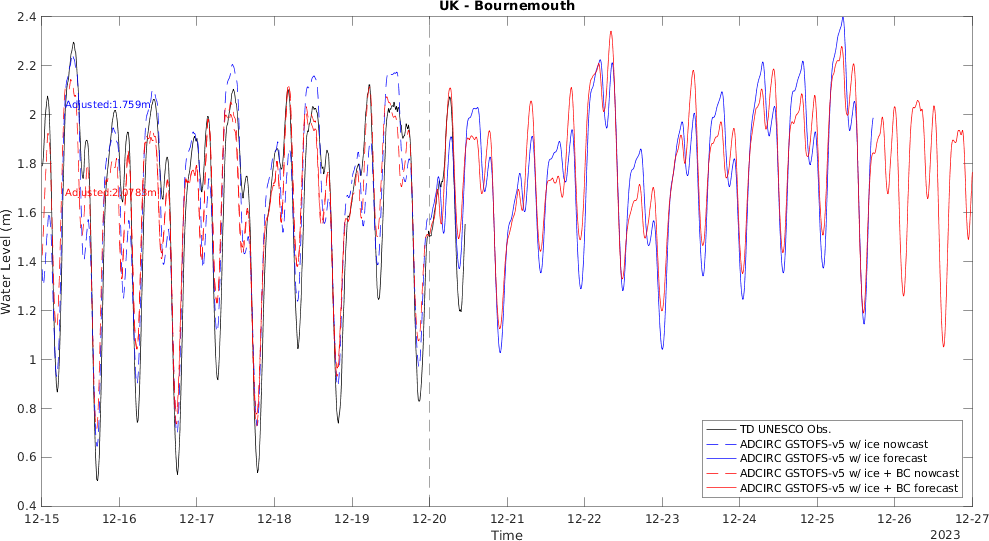 UK - Bournemouth
2.4
2.2
2
1.8
1.6
1.4
1.2
1
0.8
0.6
0.4
Water Level (m)
Adjusted:1.759m
Adjusted:2.0783m
TD UNESCO Obs.
ADCIRC GSTOFS-v5 w/ ice nowcast
ADCIRC GSTOFS-v5 w/ ice forecast
ADCIRC GSTOFS-v5 w/ ice + BC nowcast
ADCIRC GSTOFS-v5 w/ ice + BC forecast
12-15 12-16 12-17 12-18 12-19 12-20 12-21 12-22 12-23 12-24 12-25 12-26 12-27
Time
2023